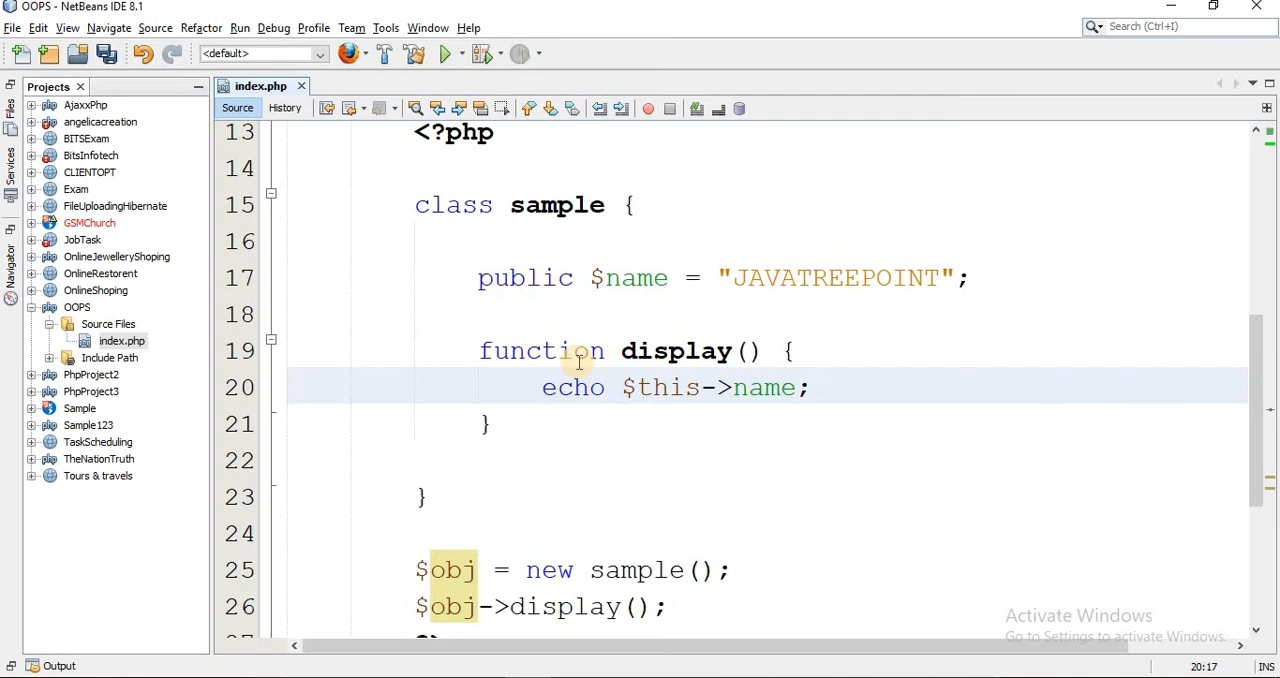 OOPS - NetBeans IDE 8.1
File Edit View Navigate Source Refactor Run Debug Profile Team Tools Window Help
Search (Ctrl+I)
<default>
Projects
index.php
Source History
Files
Services
Navigator
AjaxxPhp
angelicacreation
BITSExam
BitsInfotech
CLIENTOPT
Exam
FileUploadingHibernate
GSMChurch
JobTask
OnlineJewelleryShoping
OnlineRestorent
OnlineShoping
OOPS
Source Files
index.php
Include Path
PhpProject2
PhpProject3
Sample
Sample123
TaskScheduling
TheNationTruth
Tours & travels
13 <?php
14
15 class sample {
16
17 public $name = "JAVATREEPOINT";
18
19 function display() {
20 echo $this->name;
21 }
22
23 }
24
25 $obj = new sample();
26 $obj->display();
Activate Windows
Go to Settings to activate Windows.
Output
20:17 INS